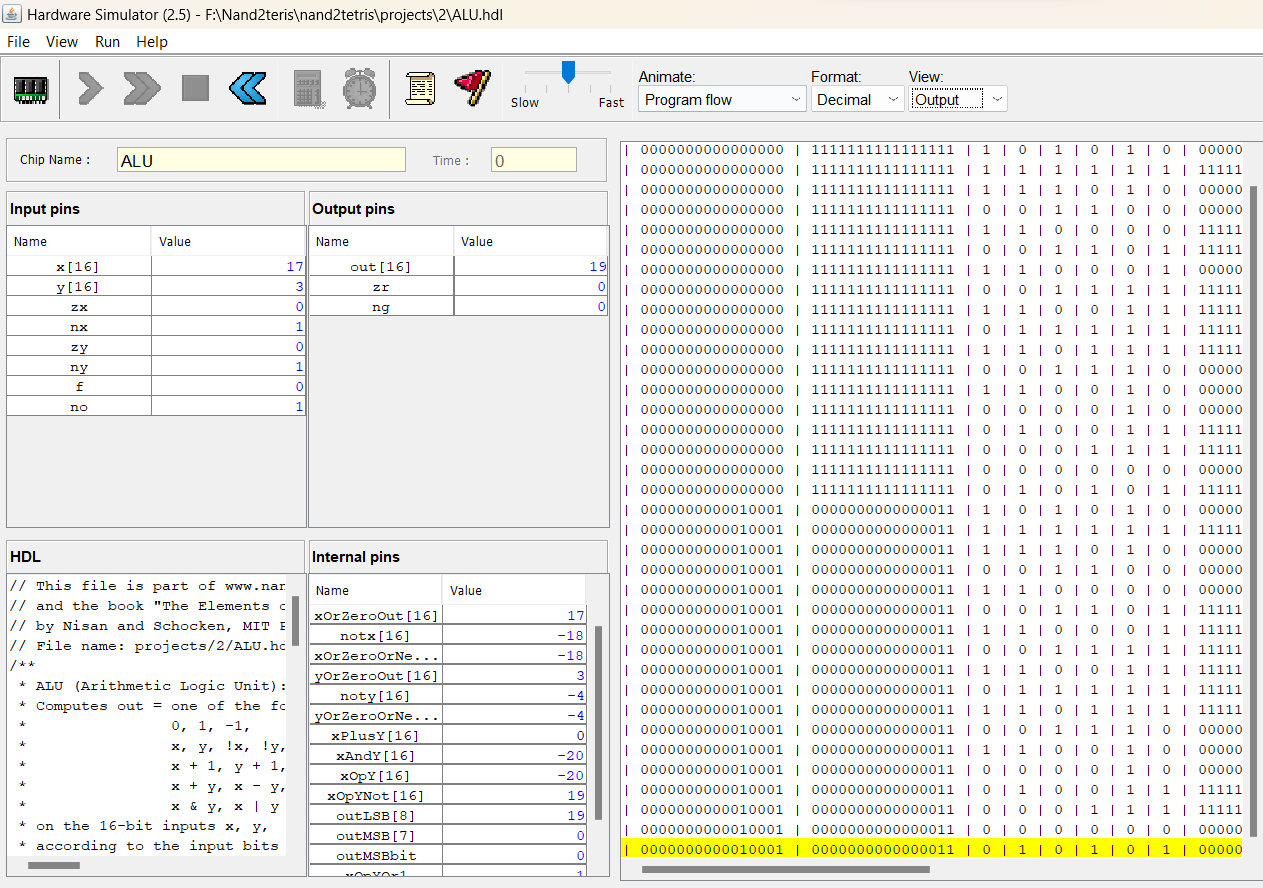 Hardware Simulator (2.5) - F:\Nand2teris\nand2tetris\projects\2\ALU.hdl
File View Run Help
Slow Fast
Animate: Format: View:
Program flow Decimal Output
Chip Name : ALU Time : 0
Input pins
Name Value
x[16] 17
y[16] 3
zx 0
nx 1
zy 0
ny 1
f 0
no 1
Output pins
Name Value
out[16] 19
zr 0
ng 0
HDL
// This file is part of www.nan
// and the book "The Elements o
// by Nisan and Schocken, MIT P
// File name: projects/2/ALU.hd
/**
* ALU (Arithmetic Logic Unit):
* Computes out = one of the fo
* 0, 1, -1,
* x, y, !x, !y,
* x + 1, y + 1,
* x + y, x - y,
* x & y, x | y
* on the 16-bit inputs x, y,
* according to the input bits
Internal pins
Name Value
xOrZeroOut[16] 17
notx[16] -18
xOrZeroOrNe... -18
yOrZeroOut[16] 3
noty[16] -4
yOrZeroOrNe... -4
xPlusY[16] 0
xAndY[16] -20
xOpY[16] -20
xOpYNot[16] 19
outLSB[8] 19
outMSB[7] 0
outMSBbit 0
xOpYOr1 1
| 0000000000000000 | 1111111111111111 | 1 | 0 | 1 | 0 | 1 | 0 | 00000
| 0000000000000000 | 1111111111111111 | 1 | 1 | 1 | 1 | 1 | 1 | 11111
| 0000000000000000 | 1111111111111111 | 1 | 1 | 1 | 0 | 1 | 0 | 00000
| 0000000000000000 | 1111111111111111 | 0 | 0 | 1 | 1 | 0 | 0 | 00000
| 0000000000000000 | 1111111111111111 | 1 | 1 | 0 | 0 | 0 | 0 | 11111
| 0000000000000000 | 1111111111111111 | 0 | 0 | 1 | 1 | 0 | 1 | 11111
| 0000000000000000 | 1111111111111111 | 1 | 1 | 0 | 0 | 0 | 1 | 00000
| 0000000000000000 | 1111111111111111 | 0 | 0 | 1 | 1 | 1 | 1 | 00000
| 0000000000000000 | 1111111111111111 | 1 | 1 | 0 | 0 | 1 | 1 | 00000
| 0000000000000000 | 1111111111111111 | 0 | 1 | 1 | 1 | 1 | 1 | 00000
| 0000000000000000 | 1111111111111111 | 1 | 1 | 0 | 1 | 1 | 1 | 00000
| 0000000000000000 | 1111111111111111 | 0 | 0 | 1 | 1 | 1 | 0 | 11111
| 0000000000000000 | 1111111111111111 | 1 | 1 | 0 | 0 | 1 | 0 | 11111
| 0000000000000000 | 1111111111111111 | 0 | 0 | 0 | 0 | 1 | 0 | 11111
| 0000000000000000 | 1111111111111111 | 0 | 1 | 0 | 0 | 1 | 1 | 00000
| 0000000000000000 | 1111111111111111 | 0 | 0 | 0 | 1 | 1 | 1 | 11111
| 0000000000000000 | 1111111111111111 | 0 | 0 | 0 | 0 | 0 | 0 | 00000
| 0000000000000000 | 1111111111111111 | 0 | 1 | 0 | 1 | 0 | 1 | 11111
| 0000000000010001 | 0000000000000011 | 1 | 0 | 1 | 0 | 1 | 0 | 00000
| 0000000000010001 | 0000000000000011 | 1 | 1 | 1 | 1 | 1 | 1 | 00000
| 0000000000010001 | 0000000000000011 | 1 | 1 | 1 | 0 | 1 | 0 | 11111
| 0000000000010001 | 0000000000000011 | 0 | 0 | 1 | 1 | 0 | 0 | 00000
| 0000000000010001 | 0000000000000011 | 1 | 1 | 0 | 0 | 0 | 0 | 00000
| 0000000000010001 | 0000000000000011 | 0 | 0 | 1 | 1 | 0 | 1 | 11111
| 0000000000010001 | 0000000000000011 | 1 | 1 | 0 | 0 | 0 | 1 | 11111
| 0000000000010001 | 0000000000000011 | 0 | 0 | 1 | 1 | 1 | 1 | 11111
| 0000000000010001 | 0000000000000011 | 1 | 1 | 0 | 0 | 1 | 1 | 11111
| 0000000000010001 | 0000000000000011 | 0 | 1 | 1 | 1 | 1 | 1 | 00000
| 0000000000010001 | 0000000000000011 | 1 | 1 | 0 | 1 | 1 | 1 | 00000
| 0000000000010001 | 0000000000000011 | 0 | 0 | 1 | 1 | 1 | 0 | 00000
| 0000000000010001 | 0000000000000011 | 1 | 1 | 0 | 0 | 1 | 0 | 00000
| 0000000000010001 | 0000000000000011 | 0 | 0 | 0 | 0 | 1 | 0 | 00000
| 0000000000010001 | 0000000000000011 | 0 | 1 | 0 | 0 | 1 | 1 | 00000
| 0000000000010001 | 0000000000000011 | 0 | 0 | 0 | 1 | 1 | 1 | 11111
| 0000000000010001 | 0000000000000011 | 0 | 0 | 0 | 0 | 0 | 0 | 00000
| 0000000000010001 | 0000000000000011 | 0 | 1 | 0 | 1 | 0 | 1 | 00000